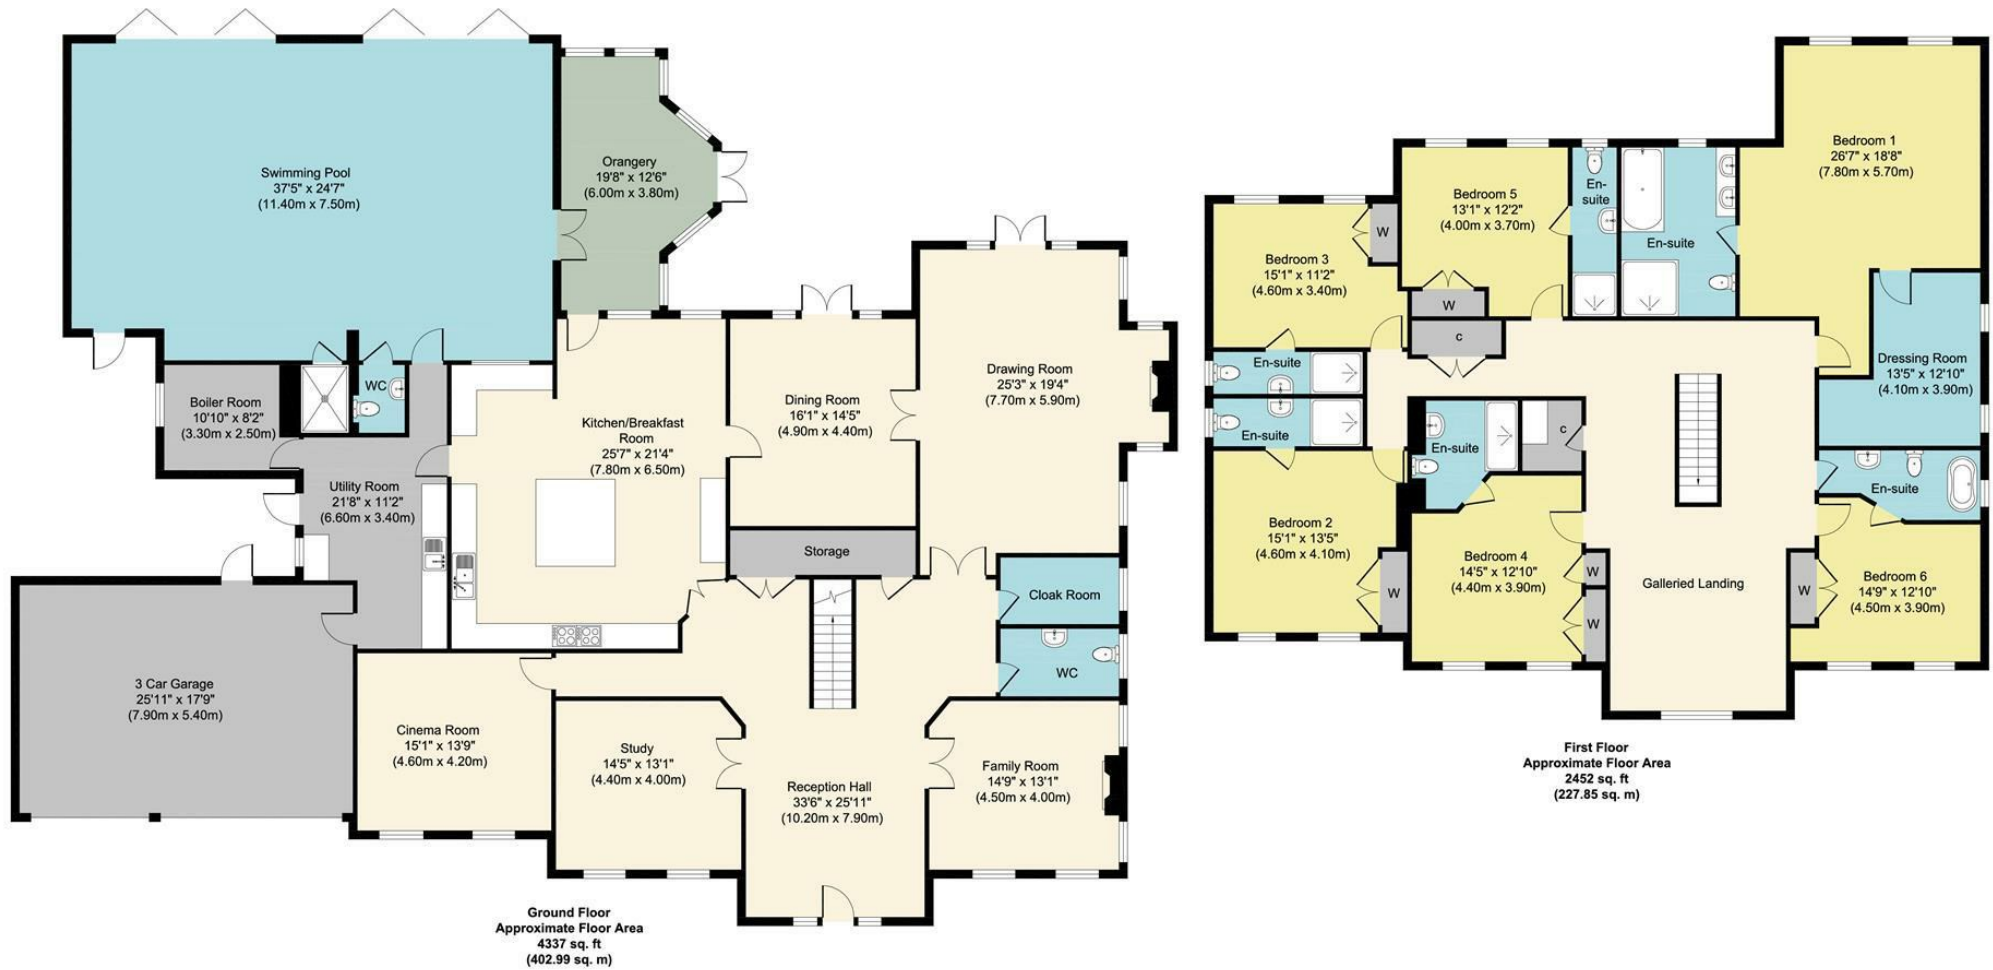 Swimming Pool
37'5" x 24'7"
(11.40m x 7.50m)
Orangery
19'8" x 12'6"
(6.00m x 3.80m)
Boiler Room
10'10" x 8'2"
(3.30m x 2.50m)
WC
Utility Room
21'8" x 11'2"
(6.60m x 3.40m)
Kitchen/Breakfast
Room
25'7" x 21'4"
(7.80m x 6.50m)
Dining Room
16'1" x 14'5"
(4.90m x 4.40m)
Drawing Room
25'3" x 19'4"
(7.70m x 5.90m)
Storage
Cloak Room
WC
3 Car Garage
25'11" x 17'9"
(7.90m x 5.40m)
Cinema Room
15'1" x 13'9"
(4.60m x 4.20m)
Study
14'5" x 13'1"
(4.40m x 4.00m)
Reception Hall
33'6" x 25'11"
(10.20m x 7.90m)
Family Room
14'9" x 13'1"
(4.50m x 4.00m)
Ground Floor
Approximate Floor Area
4337 sq. ft
(402.99 sq. m)
Bedroom 1
26'7" x 18'8"
(7.80m x 5.70m)
Bedroom 5
13'1" x 12'2"
(4.00m x 3.70m)
W
En-
suite
En-suite
Bedroom 3
15'1" x 11'2"
(4.60m x 3.40m)
W
C
Dressing Room
13'5" x 12'10"
(4.10m x 3.90m)
En-suite
En-suite
En-suite
C
En-suite
Bedroom 2
15'1" x 13'5"
(4.60m x 4.10m)
W
Bedroom 4
14'5" x 12'10"
(4.40m x 3.90m)
W
W
Galleried Landing
W
Bedroom 6
14'9" x 12'10"
(4.50m x 3.90m)
First Floor
Approximate Floor Area
2452 sq. ft
(227.85 sq. m)